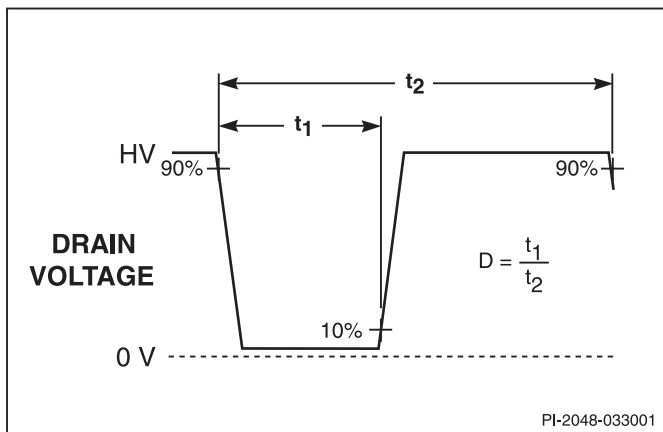 t2
t1
HV
90%
90%
DRAIN
VOLTAGE
D = t1
t2
10%
0 V
PI-2048-033001